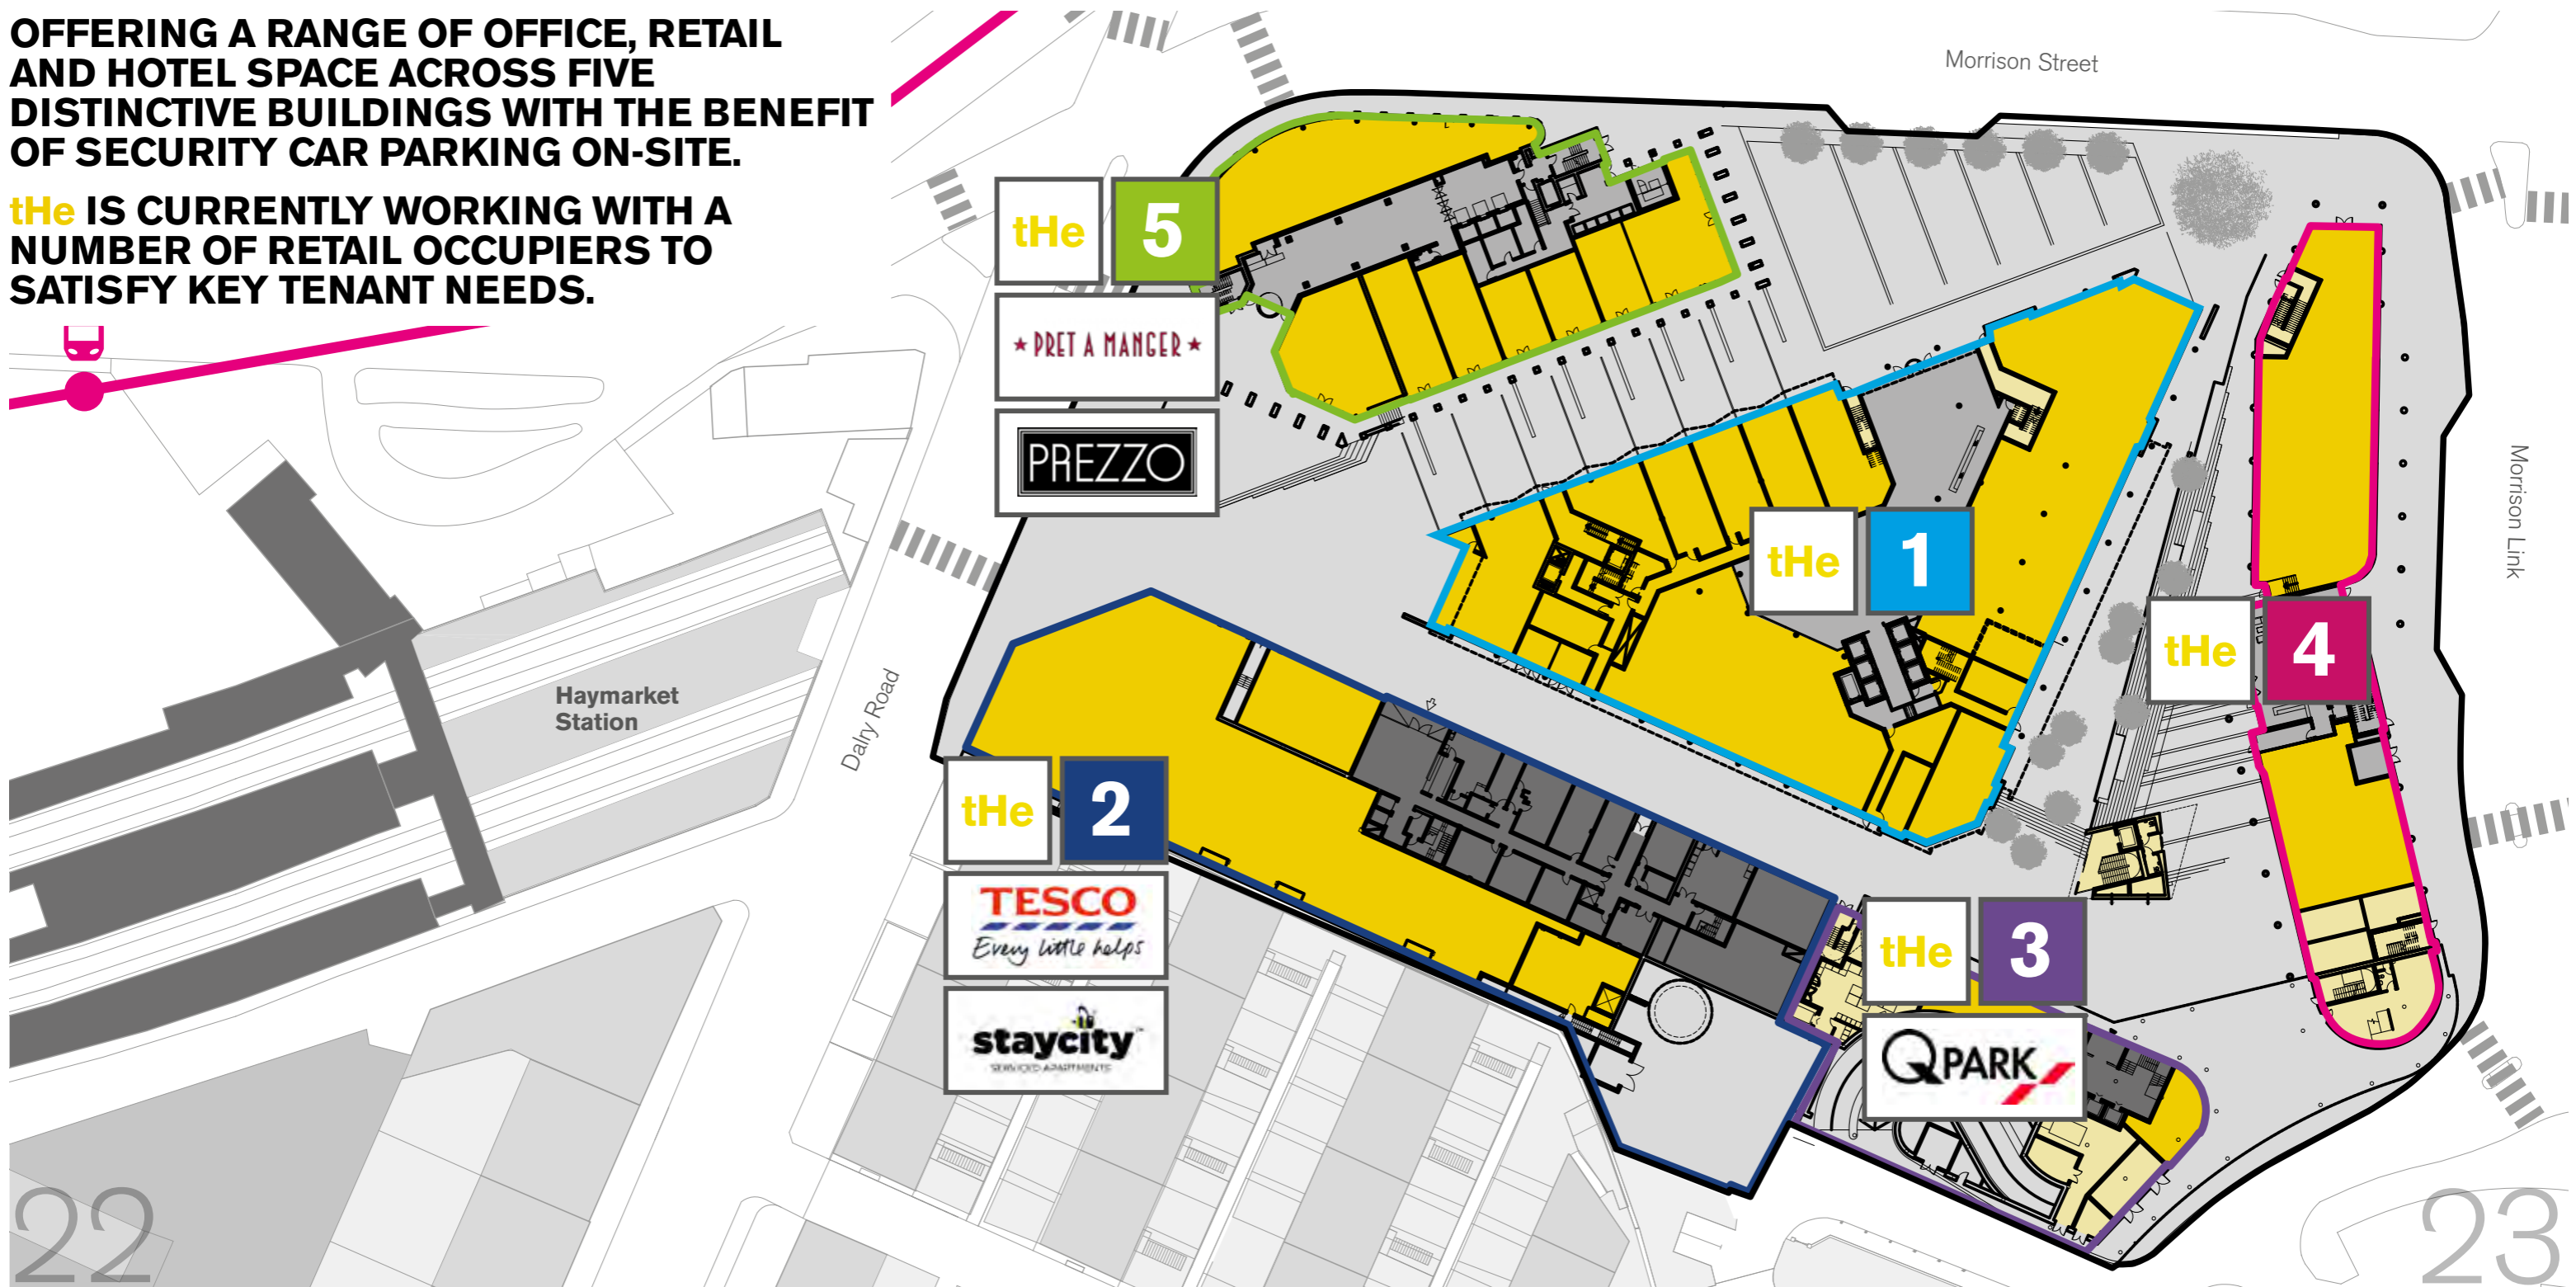 OFFERING A RANGE OF OFFICE, RETAIL
AND HOTEL SPACE ACROSS FIVE
DISTINCTIVE BUILDINGS WITH THE BENEFIT
OF SECURITY CAR PARKING ON-SITE.
tHe IS CURRENTLY WORKING WITH A
NUMBER OF RETAIL OCCUPIERS TO
SATISFY KEY TENANT NEEDS.
Morrison Street
tHe 5
PRET A MANGER
PREZZO
Morrison Link
tHe 1
tHe 4
Haymarket
Station
Dalry Road
tHe 2
TESCO
Every little helps
staycity
SERVICED APARTMENTS
tHe 3
QPARK
22
23